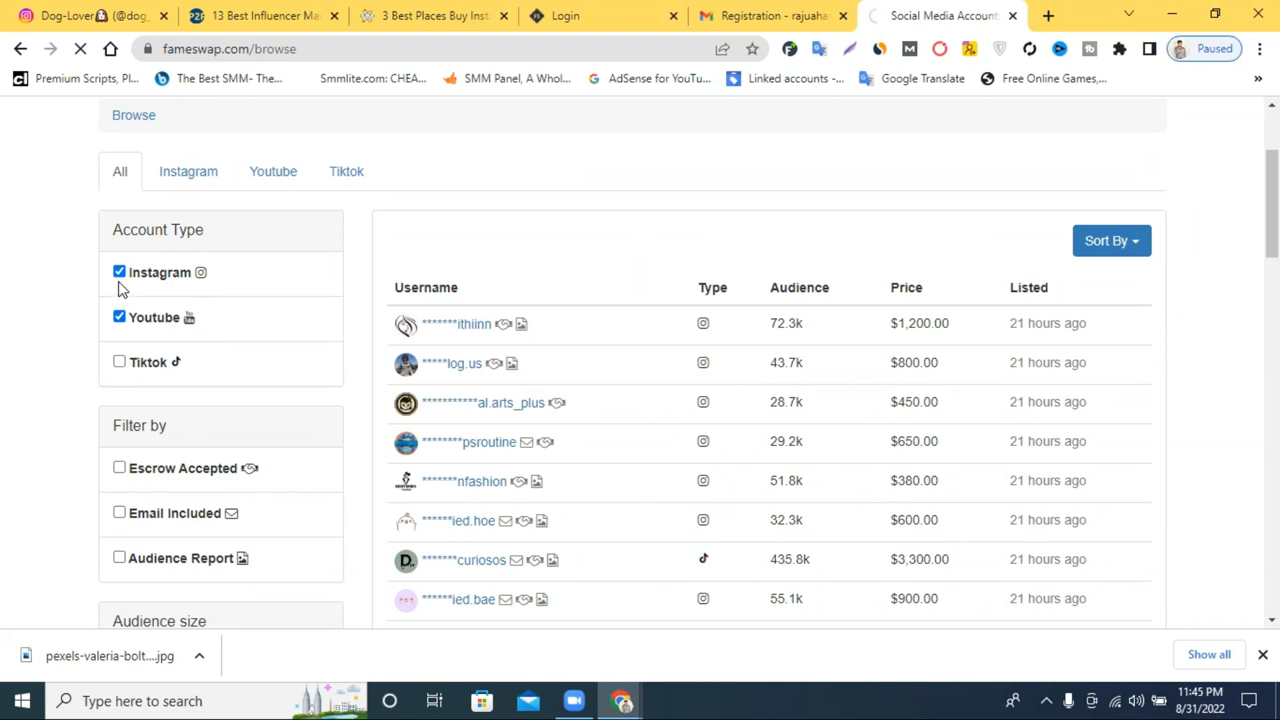 Dog-Lover (@dog_
13 Best Influencer Ma
3 Best Places Buy Inst
Login
Registration - rajuaha
Social Media Account
fameswap.com/browse
Paused
Premium Scripts, Pl...
The Best SMM- The...
Smmlite.com: CHEA...
SMM Panel, A Whol...
AdSense for YouTu...
Linked accounts -...
Google Translate
Free Online Games,...
Browse
All
Instagram
Youtube
Tiktok
Account Type
Instagram
Youtube
Tiktok
Filter by
Escrow Accepted
Email Included
Audience Report
Audience size
Sort By
Username Type Audience Price Listed
*******ithiinn 72.3k $1,200.00 21 hours ago
*****log.us 43.7k $800.00 21 hours ago
***********al.arts_plus 28.7k $450.00 21 hours ago
********psroutine 29.2k $650.00 21 hours ago
*******nfashion 51.8k $380.00 21 hours ago
******ied.hoe 32.3k $600.00 21 hours ago
*******curiosos 435.8k $3,300.00 21 hours ago
******ied.bae 55.1k $900.00 21 hours ago
pexels-valeria-bolt....jpg
Show all
Type here to search
11:45 PM
8/31/2022